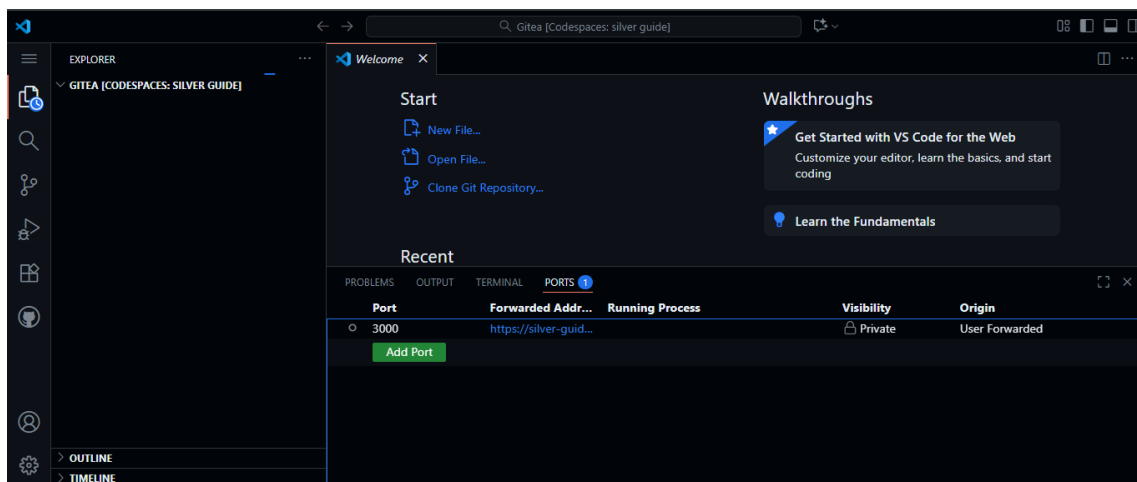 Gitea [Codespaces: silver guide]
EXPLORER
GITEA [CODESPACES: SILVER GUIDE]
OUTLINE
TIMELINE
Welcome
Start
New File...
Open File...
Clone Git Repository...
Recent
Walkthroughs
Get Started with VS Code for the Web
Customize your editor, learn the basics, and start
coding
Learn the Fundamentals
PROBLEMS OUTPUT TERMINAL PORTS 1
Port Forwarded Addr... Running Process Visibility Origin
3000 https://silver-guid... Private User Forwarded
Add Port